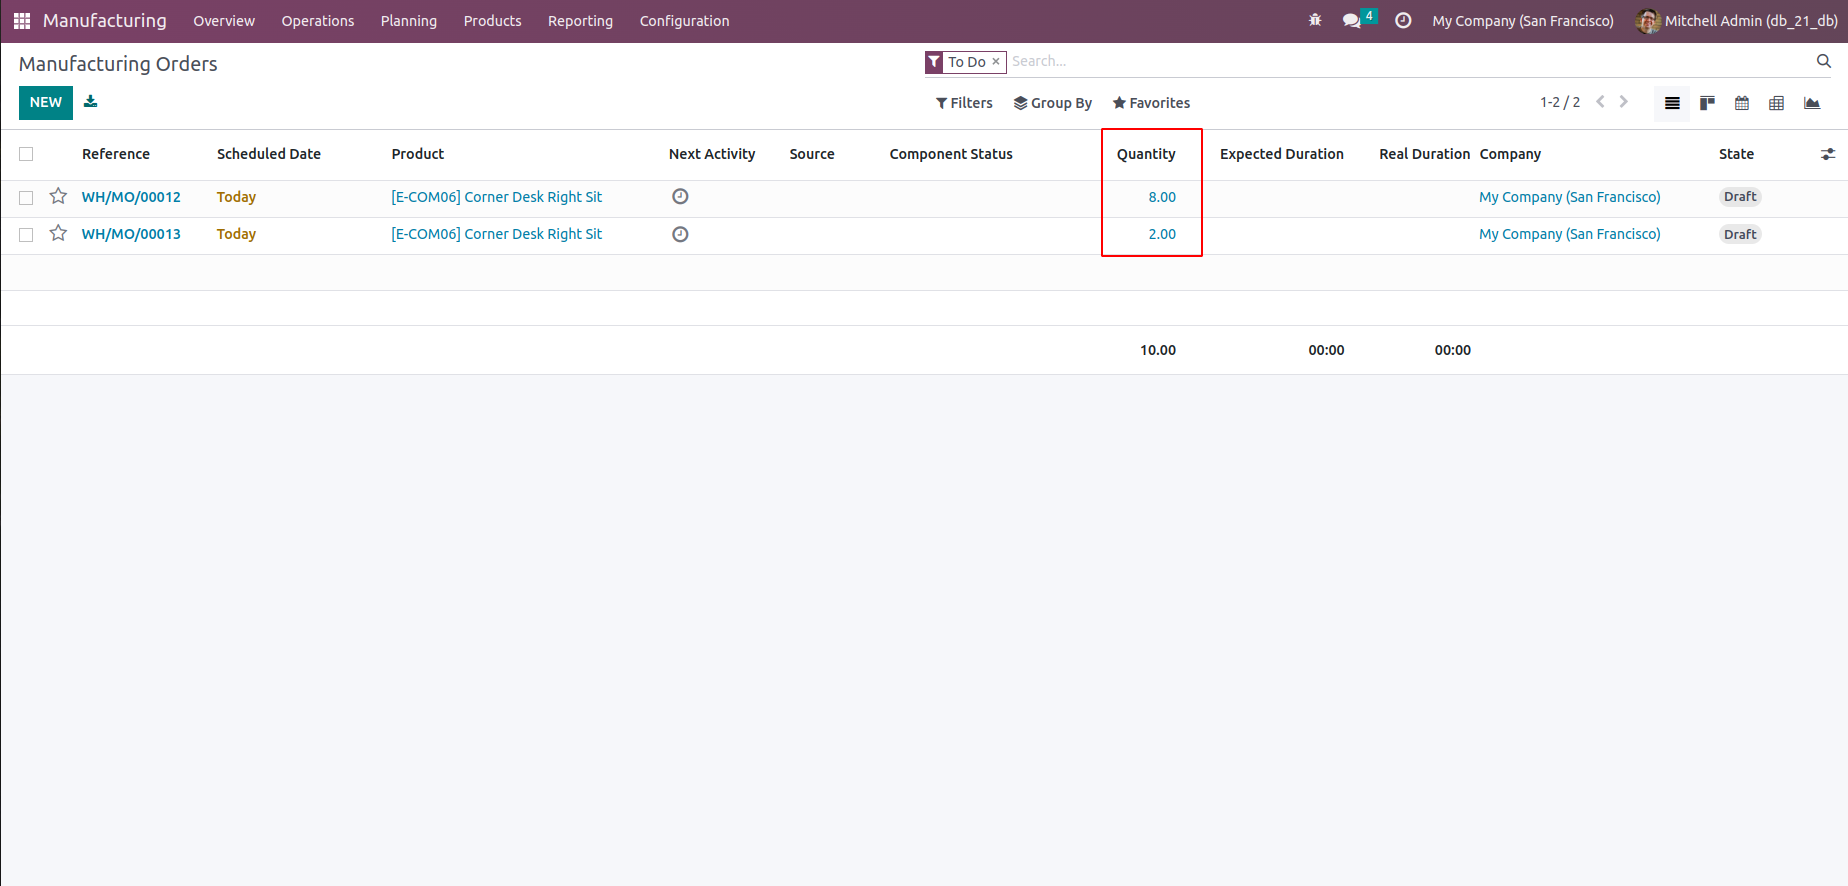 Manufacturing Overview Operations Planning Products Reporting Configuration 4 My Company (San Francisco) Mitchell Admin (db_21_db)
Manufacturing Orders To Do × Search...
NEW Filters Group By Favorites 1-2 / 2
Reference Scheduled Date Product Next Activity Source Component Status Quantity Expected Duration Real Duration Company State
WH/MO/00012 Today [E-COM06] Corner Desk Right Sit 8.00 My Company (San Francisco) Draft
WH/MO/00013 Today [E-COM06] Corner Desk Right Sit 2.00 My Company (San Francisco) Draft
10.00 00:00 00:00